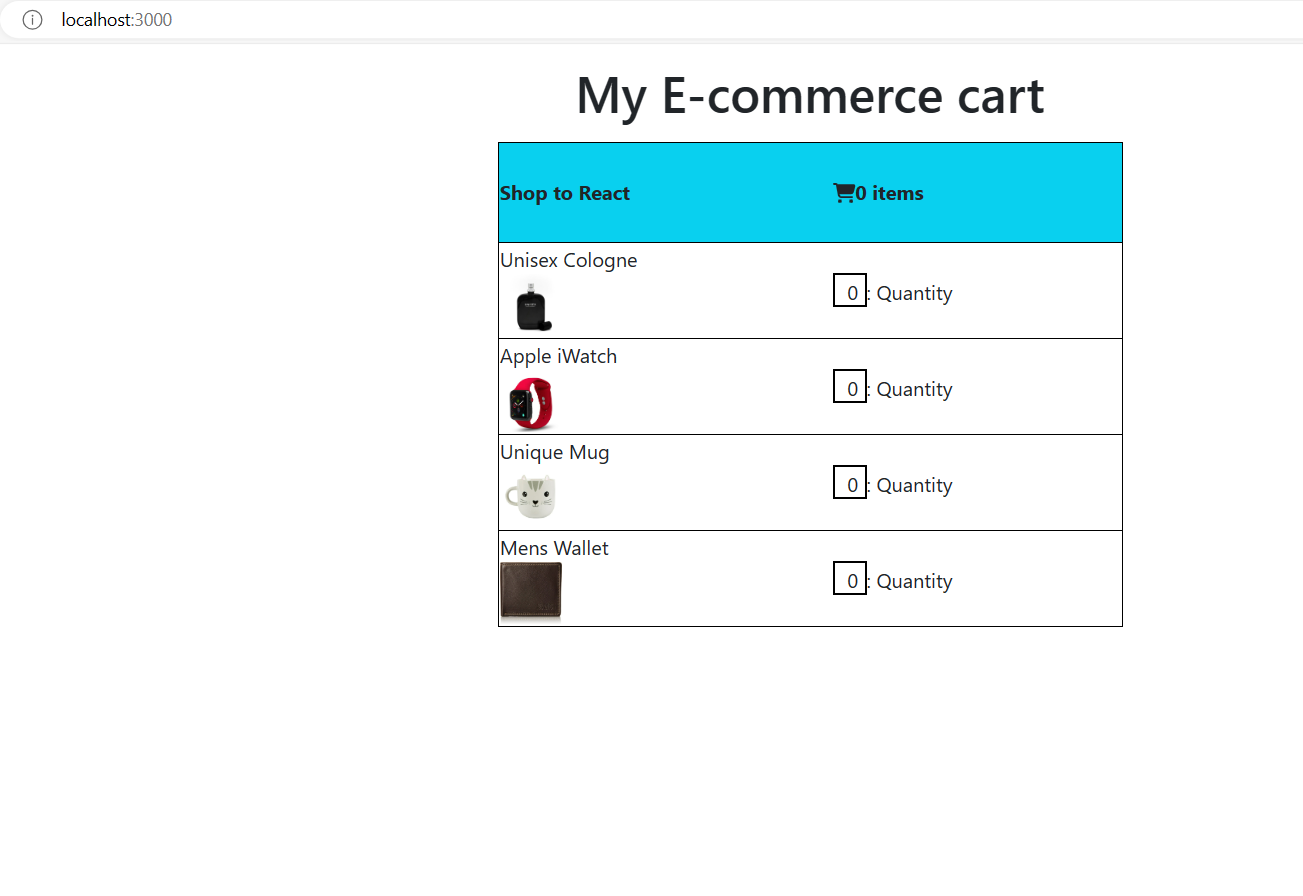 localhost:3000
My E-commerce cart
Shop to React 0 items
Unisex Cologne
0 : Quantity
Apple iWatch
0 : Quantity
Unique Mug
0 : Quantity
Mens Wallet
0 : Quantity